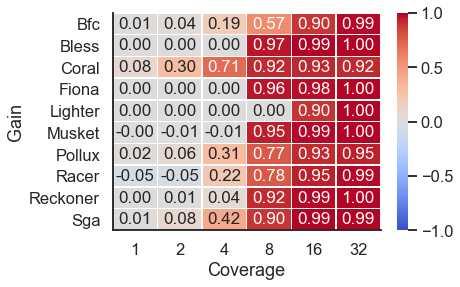 Gain
Bfc 0.01 0.04 0.19 0.57 0.90 0.99
Bless 0.00 0.00 0.00 0.97 0.99 1.00
Coral 0.08 0.30 0.71 0.92 0.93 0.92
Fiona 0.00 0.00 0.00 0.96 0.98 1.00
Lighter 0.00 0.00 0.00 0.00 0.90 1.00
Musket -0.00 -0.01 -0.01 0.95 0.99 1.00
Pollux 0.02 0.06 0.31 0.77 0.93 0.95
Racer -0.05 -0.05 0.22 0.78 0.95 0.99
Reckoner 0.00 0.01 0.04 0.92 0.99 1.00
Sga 0.01 0.08 0.42 0.90 0.99 0.99
1 2 4 8 16 32
Coverage
1.0
0.5
0.0
−0.5
−1.0